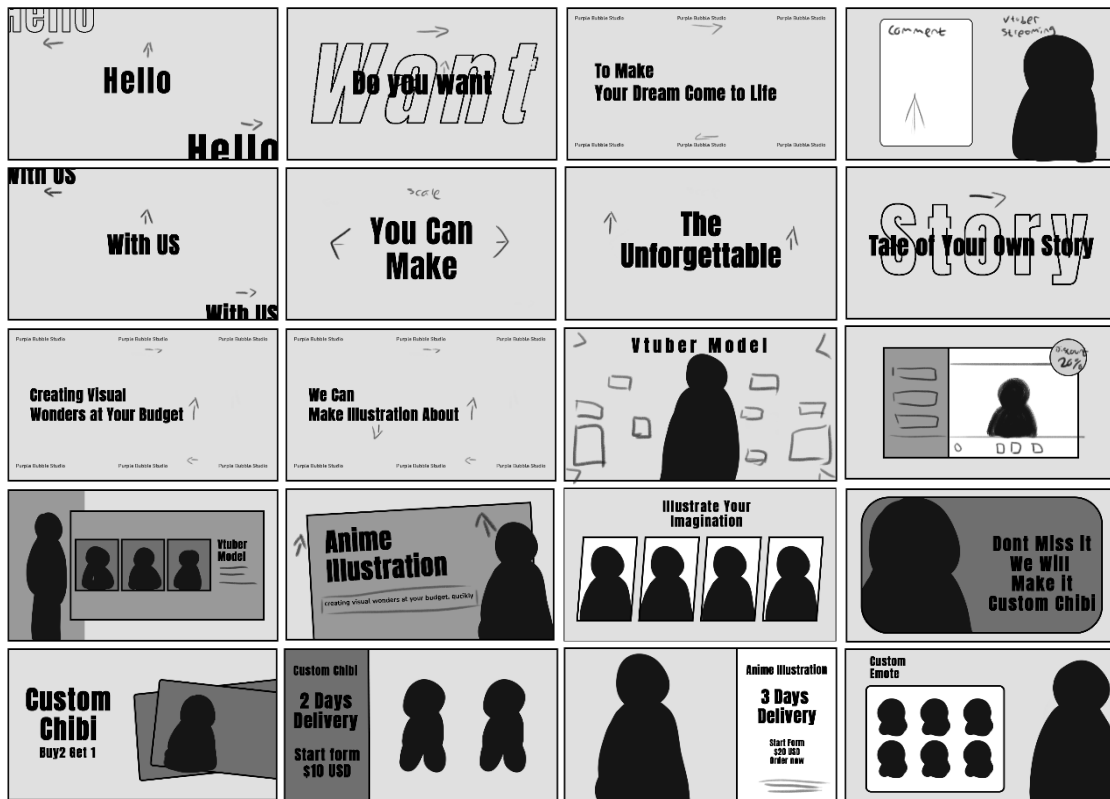 Hello
Hello
Hello
Want
Do you want
Purple Bubble Studio Purple Bubble Studio Purple Bubble Studio
To Make
Your Dream Come to Life
Purple Bubble Studio Purple Bubble Studio Purple Bubble Studio
Comment
Vtuber
Streaming
With US
With US
With US
scale
You Can
Make
The
Unforgettable
Story
Tale of Your Own Story
Purple Bubble Studio Purple Bubble Studio Purple Bubble Studio
Creating Visual
Wonders at Your Budget
Purple Bubble Studio Purple Bubble Studio Purple Bubble Studio
Purple Bubble Studio Purple Bubble Studio Purple Bubble Studio
We Can
Make Illustration About
Purple Bubble Studio Purple Bubble Studio Purple Bubble Studio
Vtuber Model
20%
Vtuber
Model
Anime
Illustration
creating visual wonders at your budget, quickly
Illustrate Your
Imagination
Dont Miss it
We Will
Make it
Custom Chibi
Custom
Chibi
Buy2 Get 1
Custom Chibi
2 Days
Delivery
Start form
$10 USD
Anime Illustration
3 Days
Delivery
Start Form
$20 USD
Order now
Custom
Emote